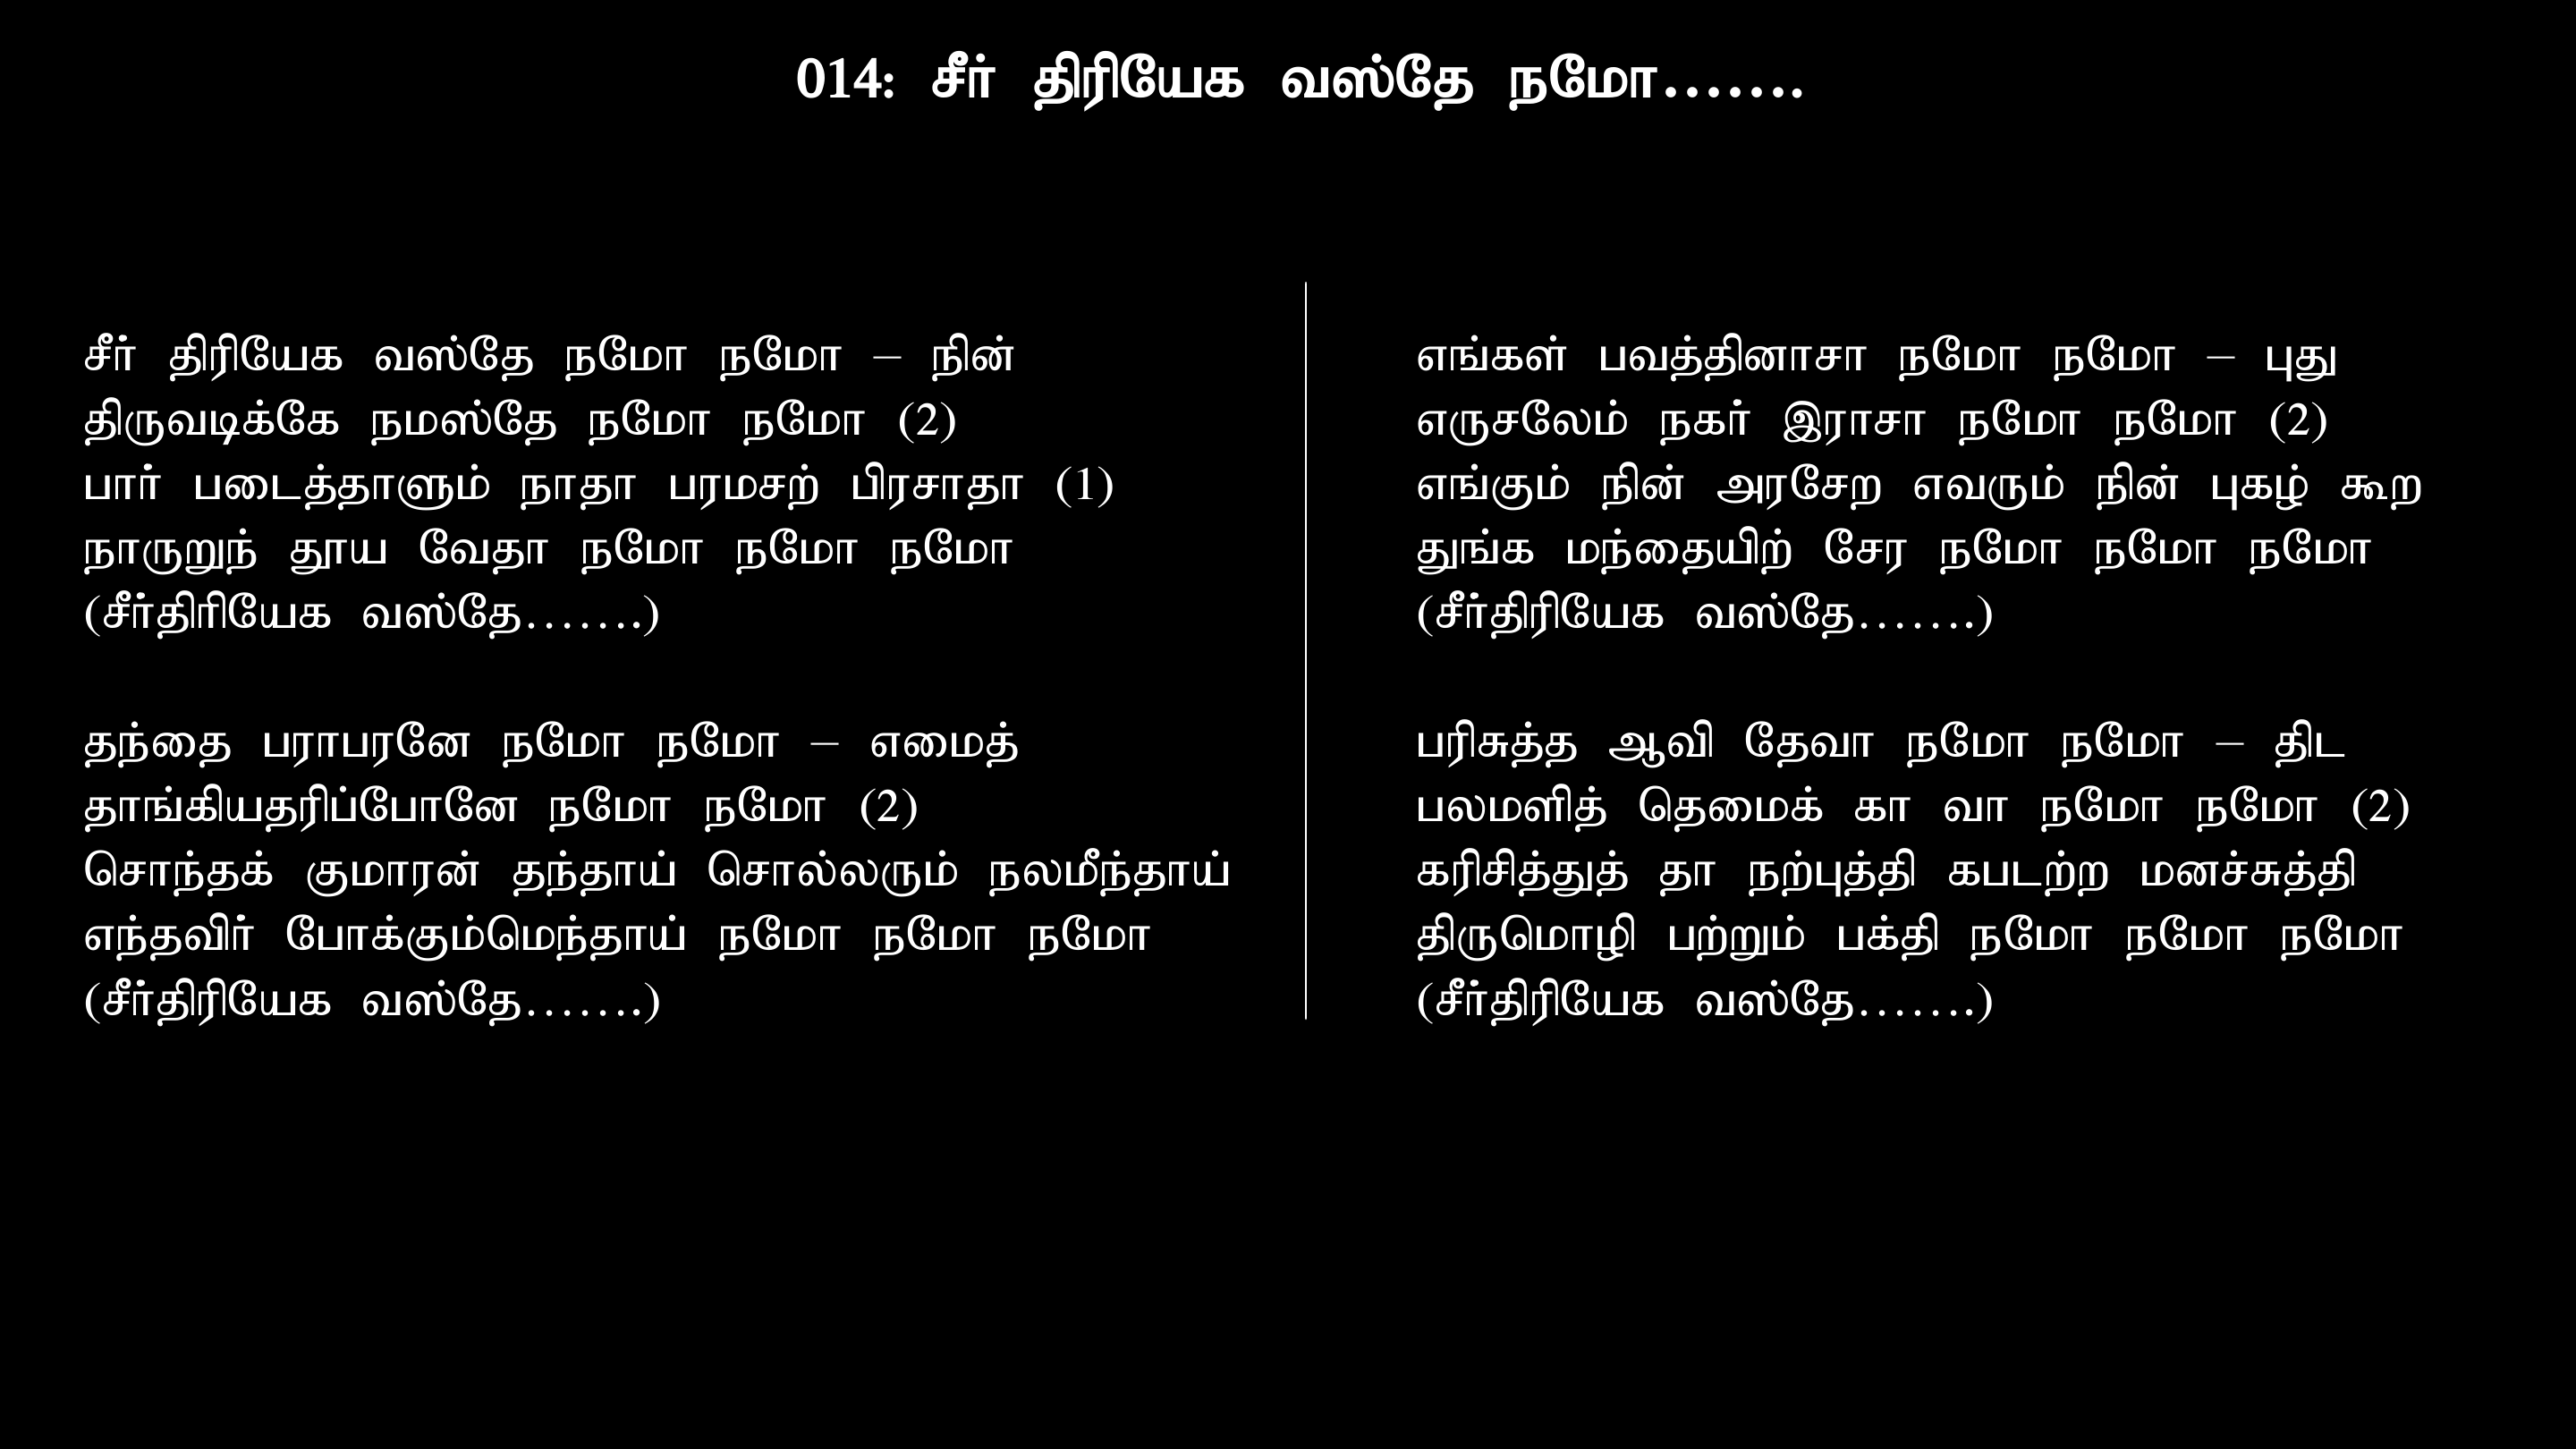 014: சீர் திரியேக வஸ்தே நமோ.......
சீர் திரியேக வஸ்தே நமோ நமோ – நின்
திருவடிக்கே நமஸ்தே நமோ நமோ (2)
பார் படைத்தாளும் நாதா பரமசற் பிரசாதா (1)
நாருறுந் தூய வேதா நமோ நமோ நமோ
(சீர்திரியேக வஸ்தே.......)
தந்தை பராபரனே நமோ நமோ – எமைத்
தாங்கியதரிப்போனே நமோ நமோ (2)
சொந்தக் குமாரன் தந்தாய் சொல்லரும் நலமீந்தாய்
எந்தவிர் போக்கும்மெந்தாய் நமோ நமோ நமோ
(சீர்திரியேக வஸ்தே.......)
எங்கள் பவத்தினாசா நமோ நமோ – புது
எருசலேம் நகர் இராசா நமோ நமோ (2)
எங்கும் நின் அரசேற எவரும் நின் புகழ் கூற
துங்க மந்தையிற் சேர நமோ நமோ நமோ
(சீர்திரியேக வஸ்தே.......)
பரிசுத்த ஆவி தேவா நமோ நமோ – திட
பலமளித் தெமைக் கா வா நமோ நமோ (2)
கரிசித்துத் தா நற்புத்தி கபடற்ற மனச்சுத்தி
திருமொழி பற்றும் பக்தி நமோ நமோ நமோ
(சீர்திரியேக வஸ்தே.......)